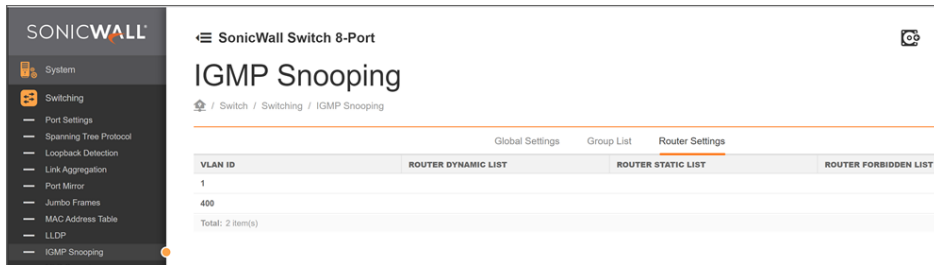 SONICWALL
System
Switching
Port Settings
Spanning Tree Protocol
Loopback Detection
Link Aggregation
Port Mirror
Jumbo Frames
MAC Address Table
LLDP
IGMP Snooping
SonicWall Switch 8-Port
IGMP Snooping
/ Switch / Switching / IGMP Snooping
Global Settings Group List Router Settings
VLAN ID ROUTER DYNAMIC LIST ROUTER STATIC LIST ROUTER FORBIDDEN LIST
1
400
Total: 2 item(s)